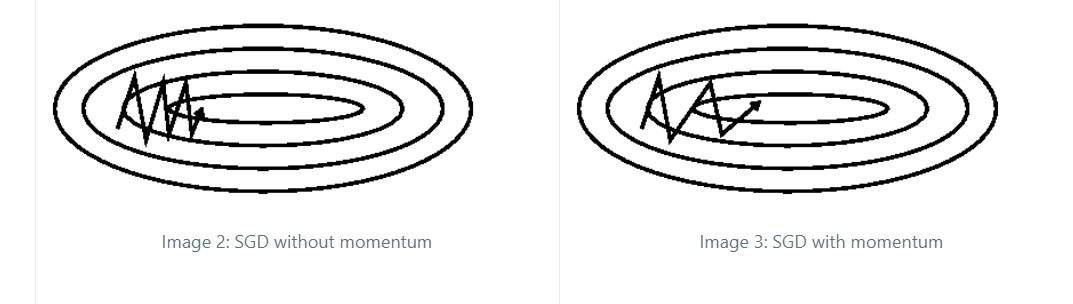 Image 2: SGD without momentum
Image 3: SGD with momentum